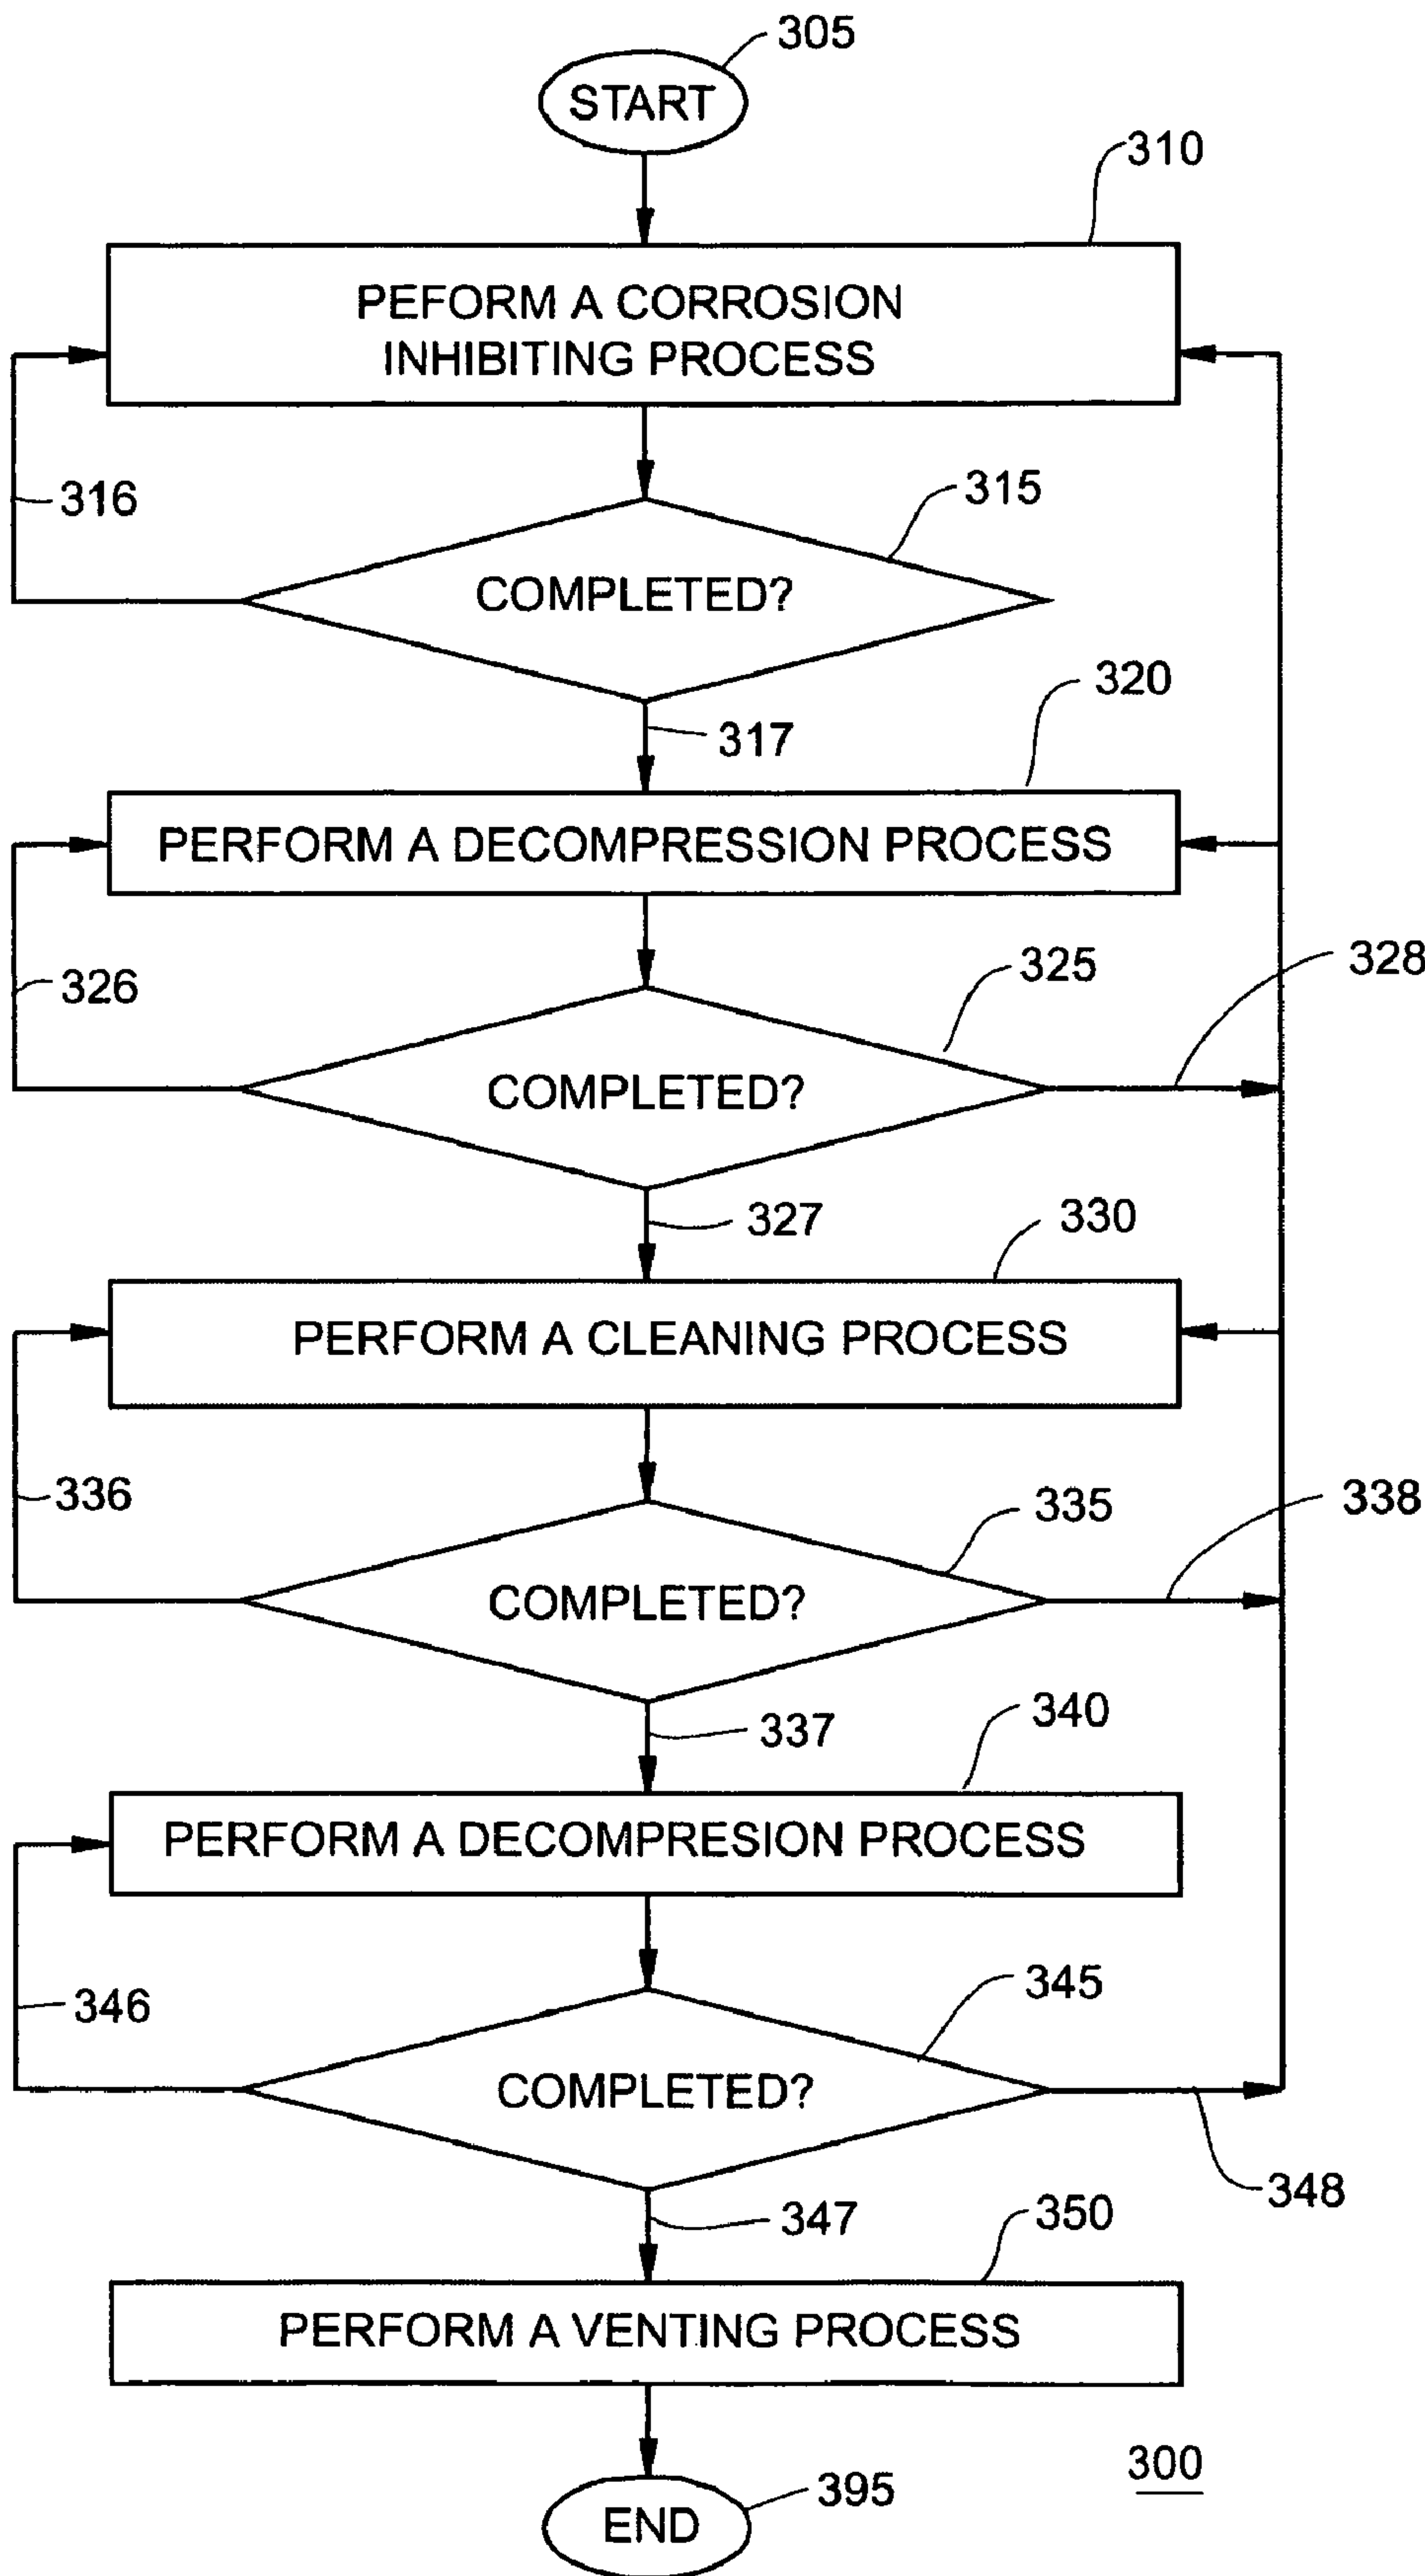 305
START
310
PEFORM A CORROSION
INHIBITING PROCESS
316
315
COMPLETED?
320
317
PERFORM A DECOMPRESSION PROCESS
328
325
326
COMPLETED?
327
330
PERFORM A CLEANING PROCESS
336
335
338
COMPLETED?
337
340
PERFORM A DECOMPRESION PROCESS
346
345
COMPLETED?
348
347
350
PERFORM A VENTING PROCESS
300
395
END